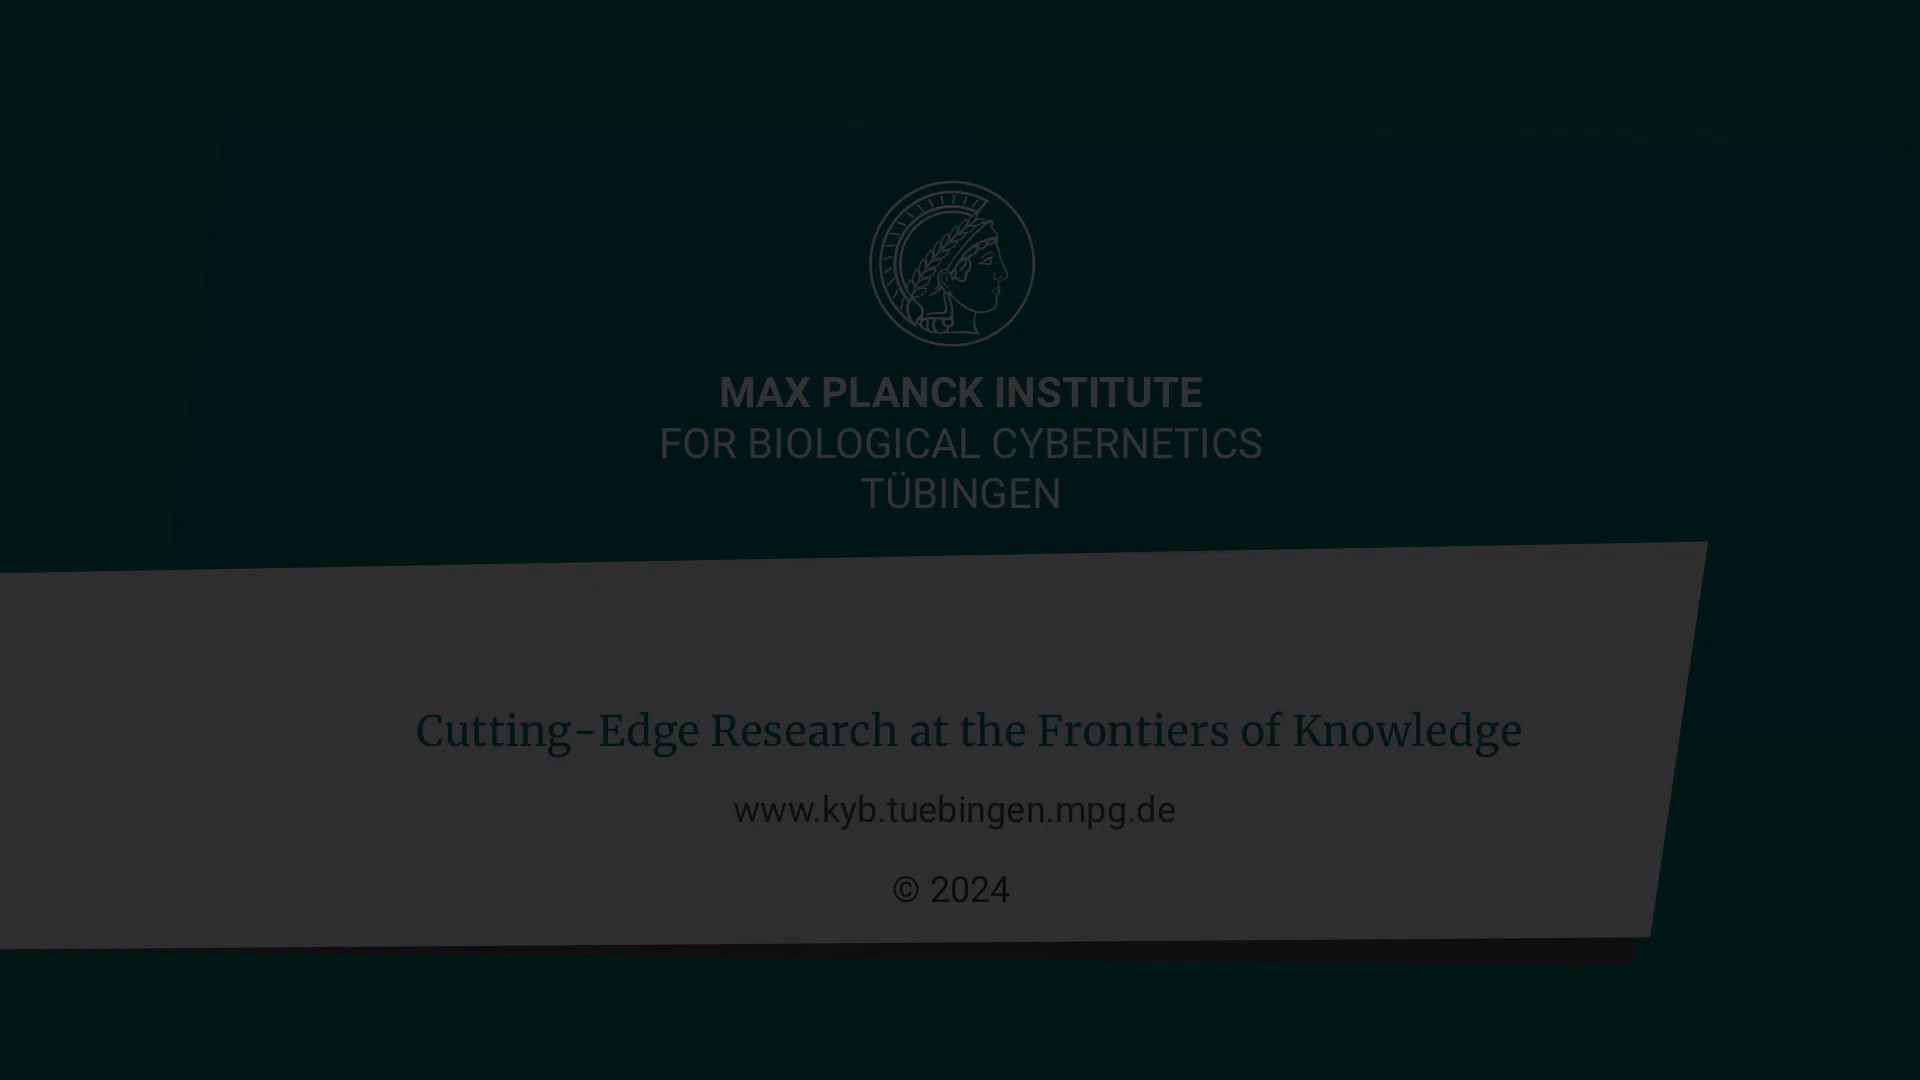 MAX PLANCK INSTITUTE
FOR BIOLOGICAL CYBERNETICS
TÜBINGEN
Cutting-Edge Research at the Frontiers of Knowledge
www.kyb.tuebingen.mpg.de
© 2024